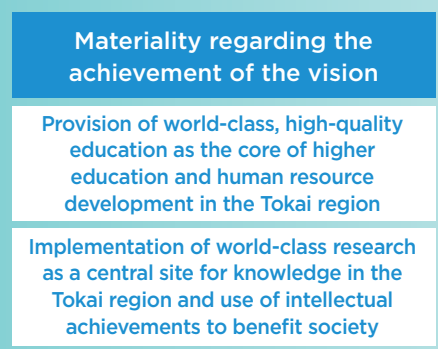 Materiality regarding the
achievement of the vision
Provision of world-class, high-quality
education as the core of higher
education and human resource
development in the Tokai region
Implementation of world-class research
as a central site for knowledge in the
Tokai region and use of intellectual
achievements to benefit society